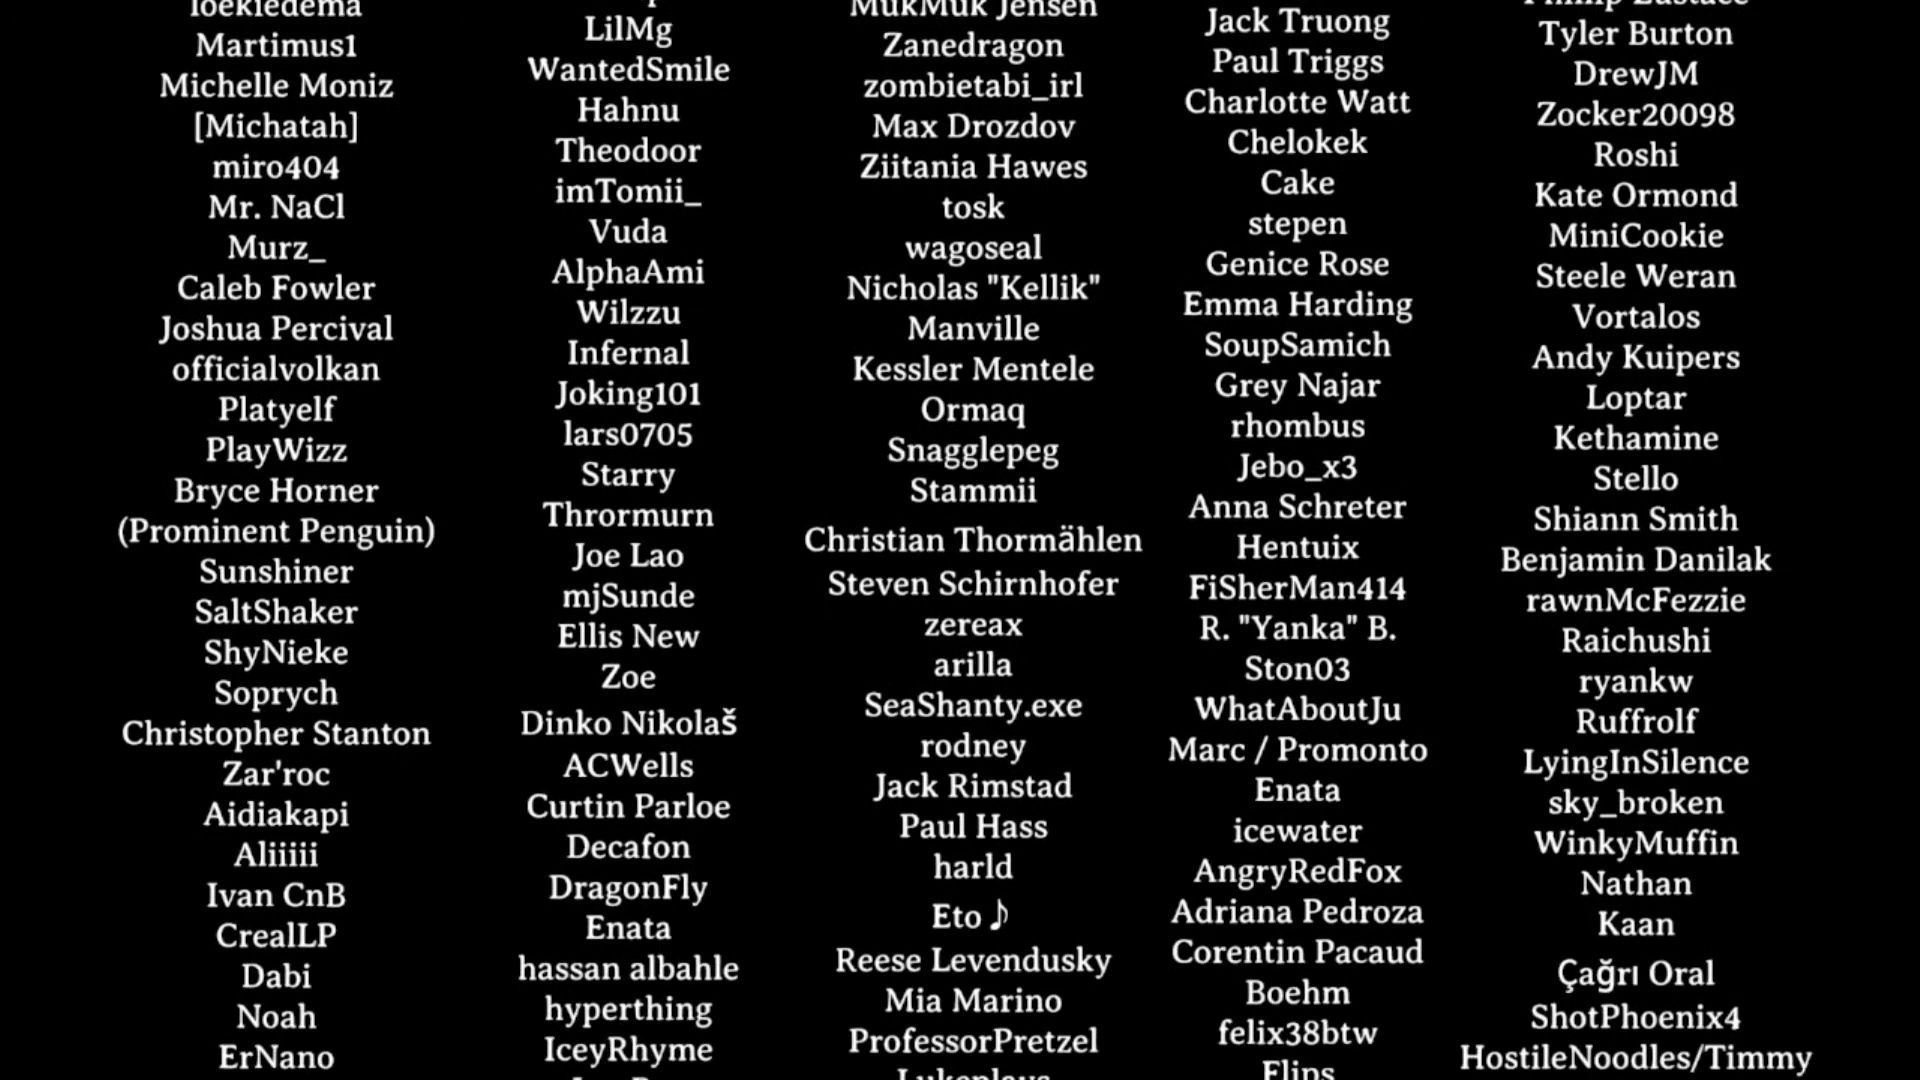 loekiedema
Martimus1
Michelle Moniz
[Michatah]
miro404
Mr. NaCl
Murz_
Caleb Fowler
Joshua Percival
officialvolkan
Platyelf
PlayWizz
Bryce Horner
(Prominent Penguin)
Sunshiner
SaltShaker
ShyNieke
Soprych
Christopher Stanton
Zar'roc
Aidiakapi
Aliiiii
Ivan CnB
CrealLP
Dabi
Noah
ErNano
LilMg
WantedSmile
Hahnu
Theodoor
imTomii_
Vuda
AlphaAmi
Wilzzu
Infernal
Joking101
lars0705
Starry
Thrormurn
Joe Lao
mjSunde
Ellis New
Zoe
Dinko Nikolaš
ACWells
Curtin Parloe
Decafon
DragonFly
Enata
hassan albahle
hyperthing
IceyRhyme
MukMuk Jensen
Zanedragon
zombietabi_irl
Max Drozdov
Ziitania Hawes
tosk
wagoseal
Nicholas "Kellik"
Manville
Kessler Mentele
Ormaq
Snagglepeg
Stammii
Christian Thormählen
Steven Schirnhofer
zereax
arilla
SeaShanty.exe
rodney
Jack Rimstad
Paul Hass
harld
Eto♪
Reese Levendusky
Mia Marino
ProfessorPretzel
Jack Truong
Paul Triggs
Charlotte Watt
Chelokek
Cake
stepen
Genice Rose
Emma Harding
SoupSamich
Grey Najar
rhombus
Jebo_x3
Anna Schreter
Hentuix
FiSherMan414
R. "Yanka" B.
Ston03
WhatAboutJu
Marc / Promonto
Enata
icewater
AngryRedFox
Adriana Pedroza
Corentin Pacaud
Boehm
felix38btw
Flips
Tyler Burton
DrewJM
Zocker20098
Roshi
Kate Ormond
MiniCookie
Steele Weran
Vortalos
Andy Kuipers
Loptar
Kethamine
Stello
Shiann Smith
Benjamin Danilak
rawnMcFezzie
Raichushi
ryankw
Ruffrolf
LyingInSilence
sky_broken
WinkyMuffin
Nathan
Kaan
Çağrı Oral
ShotPhoenix4
HostileNoodles/Timmy